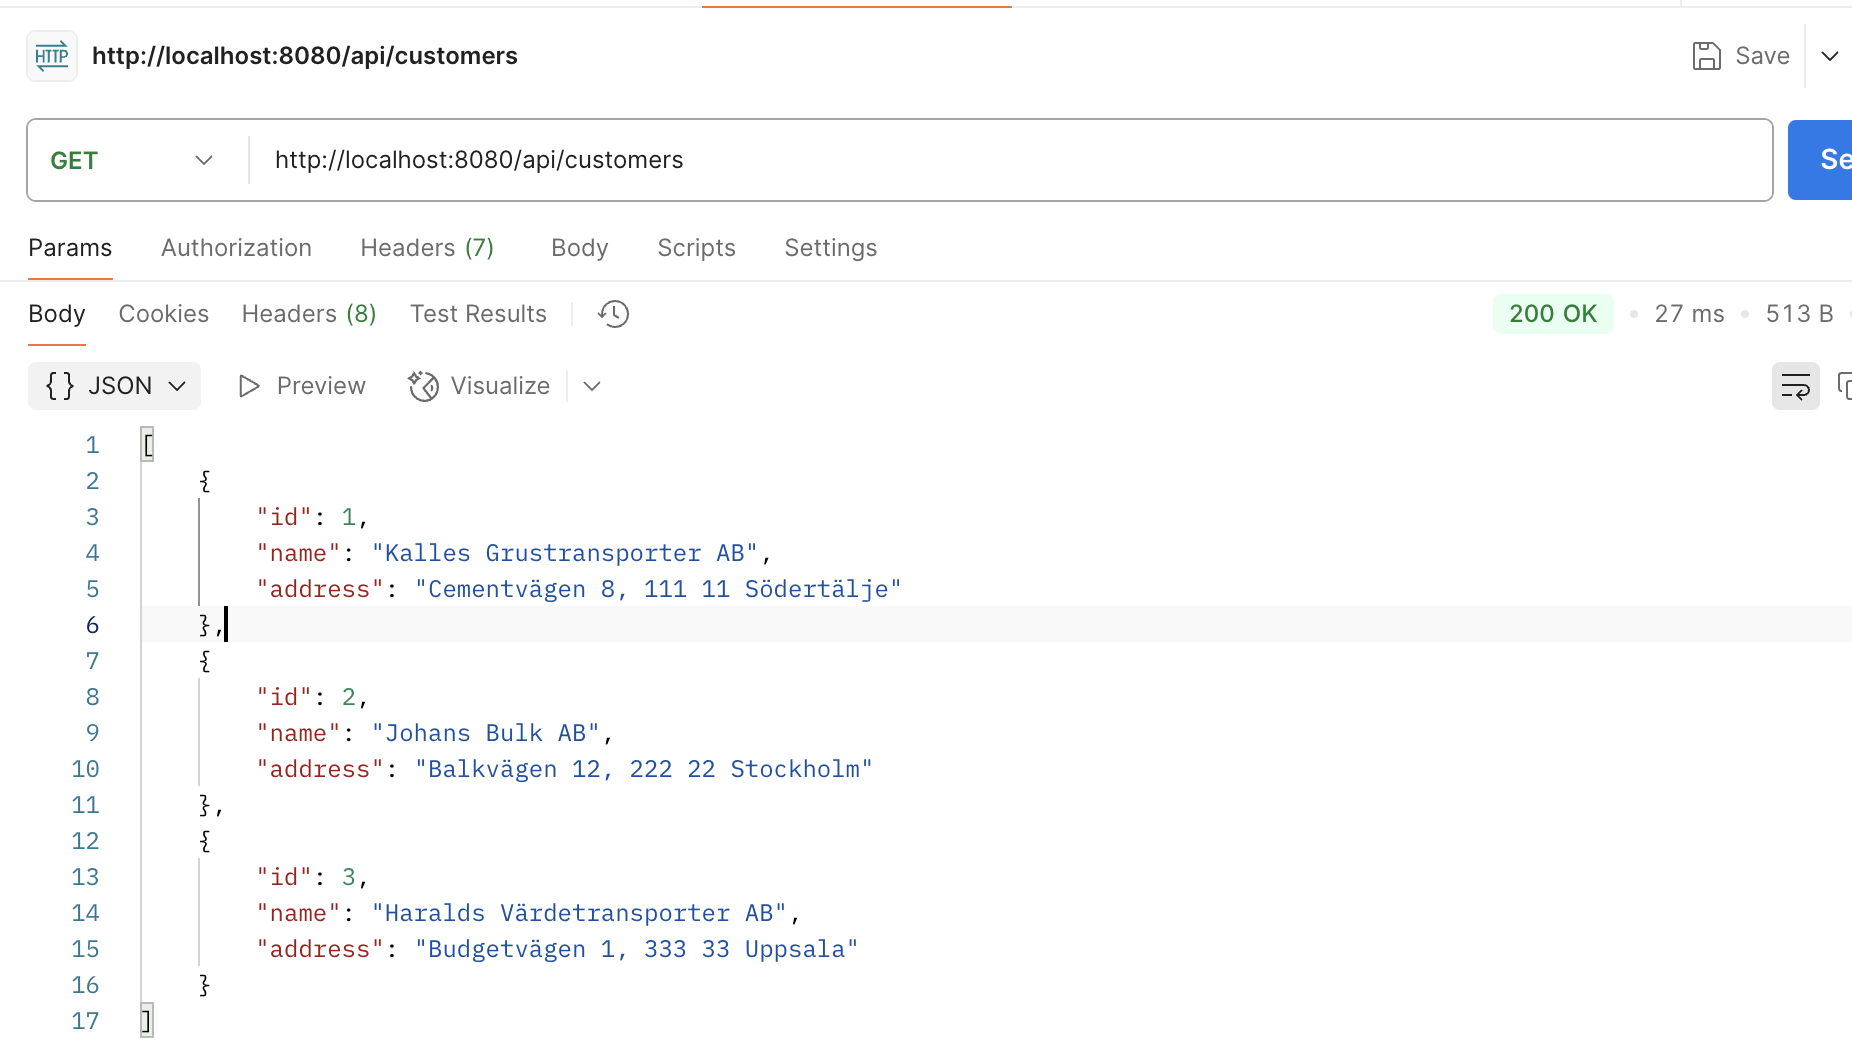 HTTP http://localhost:8080/api/customers Save
GET http://localhost:8080/api/customers Se
Params Authorization Headers (7) Body Scripts Settings
Body Cookies Headers (8) Test Results 200 OK • 27 ms • 513 B
{} JSON Preview Visualize
1 [
2 {
3 "id": 1,
4 "name": "Kalles Grustransporter AB",
5 "address": "Cementvägen 8, 111 11 Södertälje"
6 },
7 {
8 "id": 2,
9 "name": "Johans Bulk AB",
10 "address": "Balkvägen 12, 222 22 Stockholm"
11 },
12 {
13 "id": 3,
14 "name": "Haralds Värdetransporter AB",
15 "address": "Budgetvägen 1, 333 33 Uppsala"
16 }
17 ]